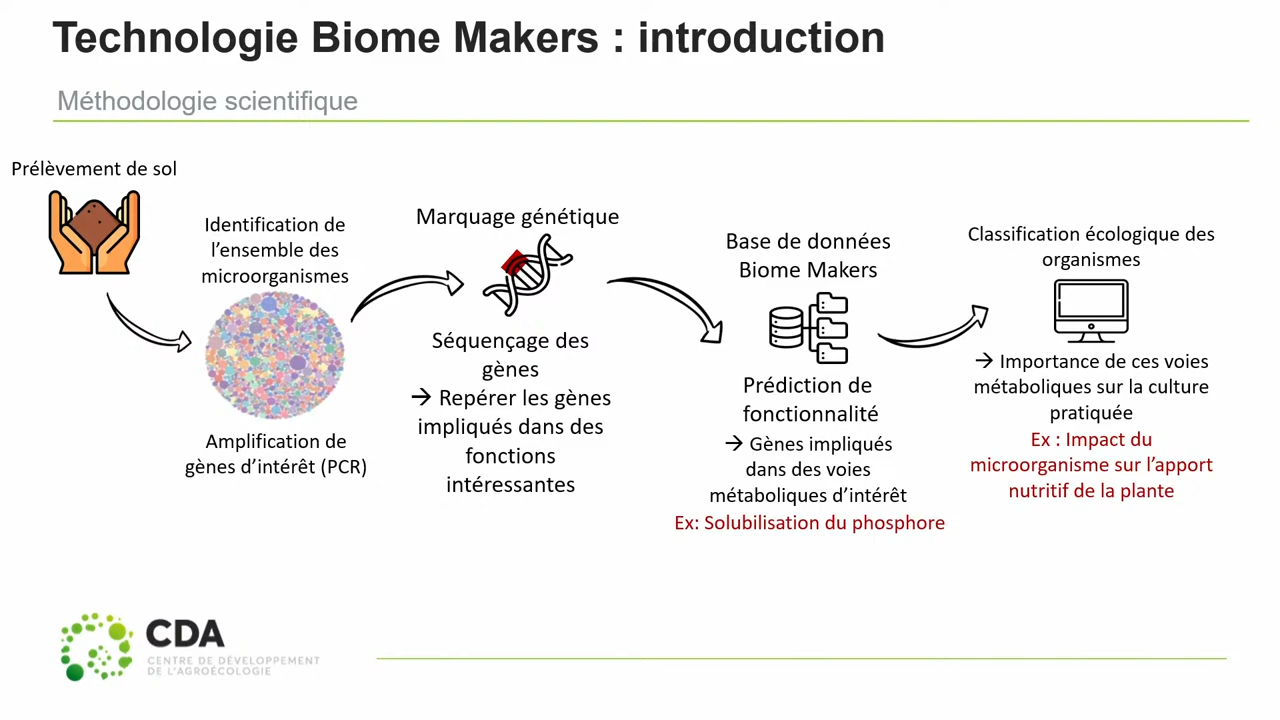 Technologie Biome Makers : introduction
Méthodologie scientifique
Prélèvement de sol
Identification de
l’ensemble des
microorganismes
Amplification de
gènes d’intérêt (PCR)
Marquage génétique
Séquençage des
gènes
→ Repérer les gènes
impliqués dans des
fonctions
intéressantes
Base de données
Biome Makers
Prédiction de
fonctionnalité
→ Gènes impliqués
dans des voies
métaboliques d’intérêt
Ex: Solubilisation du phosphore
Classification écologique des
organismes
→ Importance de ces voies
métaboliques sur la culture
pratiquée
Ex : Impact du
microorganisme sur l’apport
nutritif de la plante
CDA
CENTRE DE DÉVELOPPEMENT
DE L’AGROÉCOLOGIE